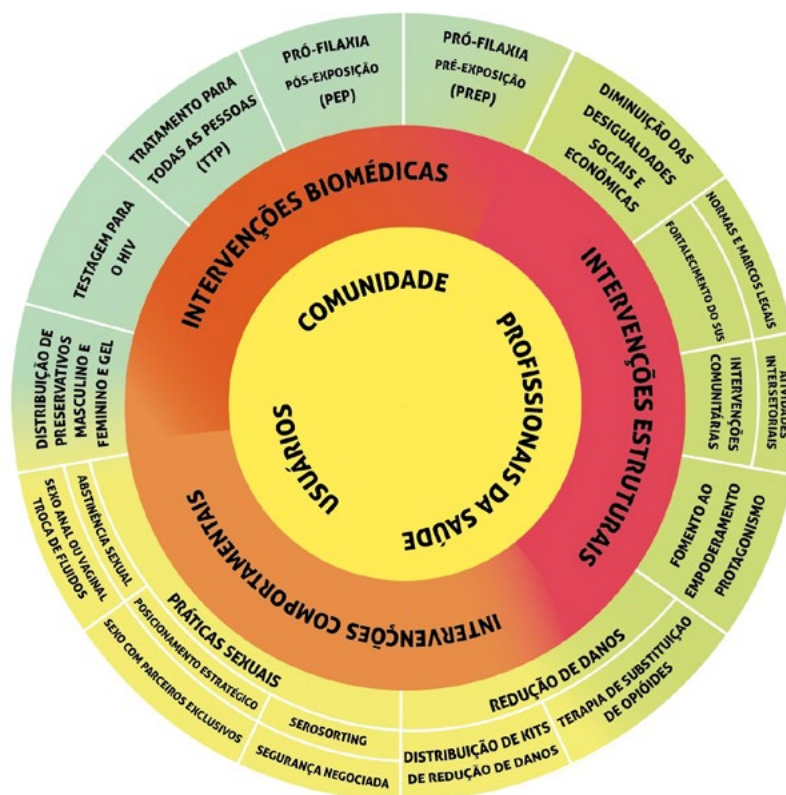 PRÓ-FILAXIA
PÓS-EXPOSIÇÃO
(PEP)
PRÓ-FILAXIA
PRÉ-EXPOSIÇÃO
(PREP)
DIMINUIÇÃO DAS
DESIGUALDADES
SOCIAIS E
ECONÔMICAS
NORMAS E MARCOS LEGAIS
FORTALECIMENTO DO SUS
ATIVIDADES
INTERSETORIAIS
INTERVENÇÕES
COMUNITÁRIAS
FOMENTO AO
EMPODERAMENTO
PROTAGONISMO
REDUÇÃO DE DANOS
TERAPIA DE SUBSTITUIÇÃO
DE OPIÓIDES
DISTRIBUIÇÃO DE KITS
DE REDUÇÃO DE DANOS
PRÁTICAS SEXUAIS
SEROSORTING
SEGURANÇA NEGOCIADA
POSICIONAMENTO ESTRATÉGICO
SEXO COM PARCEIROS EXCLUSIVOS
ABSTINÊNCIA SEXUAL
SEXO ANAL OU VAGINAL
TROCA DE FLUIDOS
DISTRIBUIÇÃO DE
PRESERVATIVOS
MASCULINO E
FEMININO E GEL
TESTAGEM PARA
O HIV
TRATAMENTO PARA
TODAS AS PESSOAS
(TTP)
INTERVENÇÕES BIOMÉDICAS
INTERVENÇÕES ESTRUTURAIS
INTERVENÇÕES COMPORTAMENTAIS
COMUNIDADE
PROFISSIONAIS DA SAÚDE
USUÁRIOS